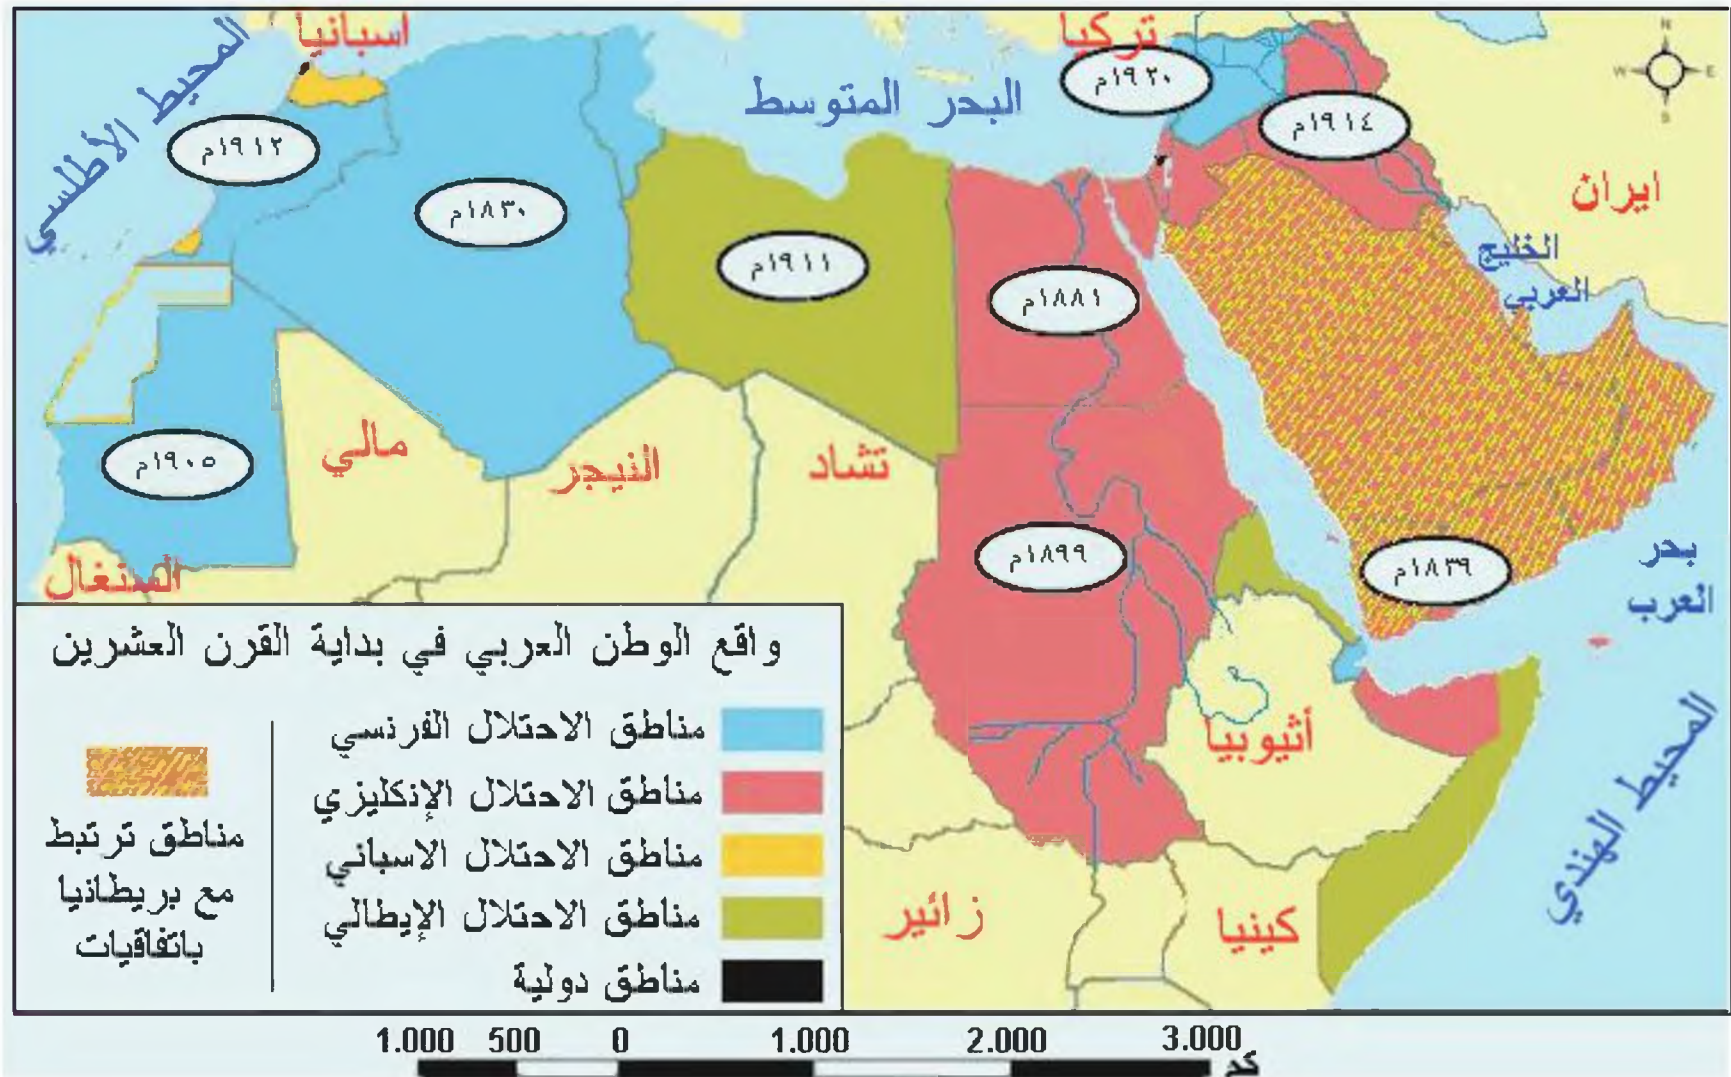 اسبانيا
تركيا
N
W
E
S
المحيط الأطلسي
البحر المتوسط
١٩٢٠م
١٩١٤م
١٩١٢م
١٨٣٠م
ايران
الخليج
العربي
١٩١١م
١٨٨١م
١٩٠٥م
مالي
النيجر
تشاد
١٨٩٩م
١٨٣٩م
بحر
العرب
السنغال
أثيوبيا
المحيط الهندي
زائير
كينيا
واقع الوطن العربي في بداية القرن العشرين
مناطق الاحتلال الفرنسي
مناطق الاحتلال الإنكليزي
مناطق الاحتلال الاسباني
مناطق الاحتلال الإيطالي
مناطق دولية
مناطق ترتبط
مع بريطانيا
باتفاقيات
1.000 500 0 1.000 2.000 3.000
كم